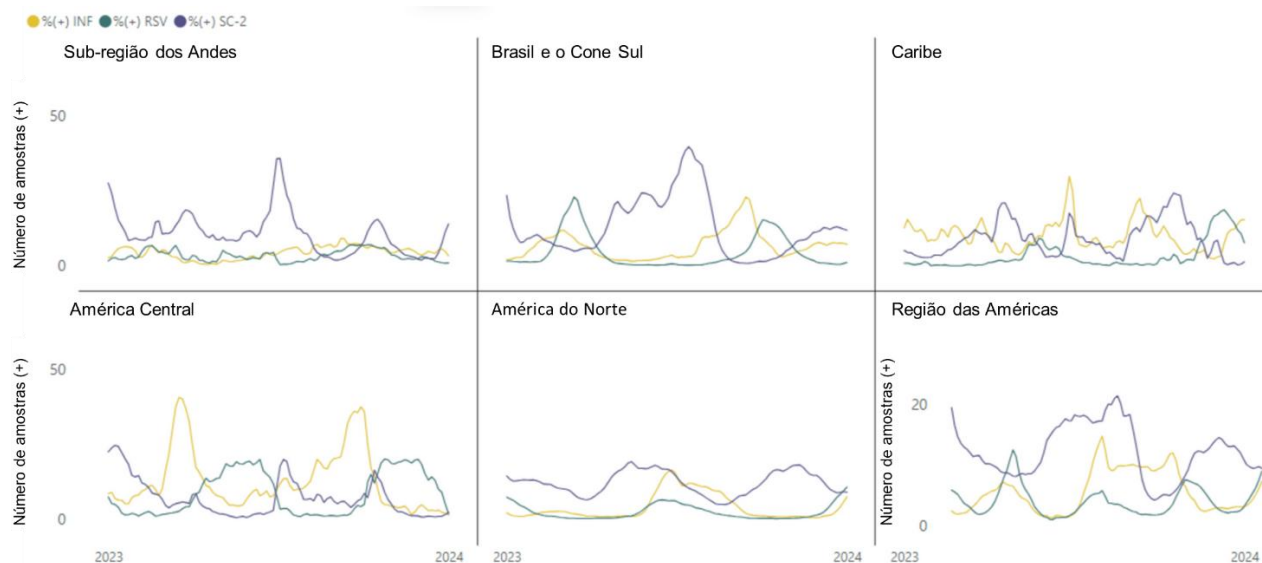 %(+) INF %(+) RSV %(+) SC-2
Sub-região dos Andes
Brasil e o Cone Sul
Caribe
Número de amostras (+)
50
0
América Central
América do Norte
Região das Américas
Número de amostras (+)
50
0
Número de amostras (+)
20
0
2023
2024
2023
2024
2023
2024